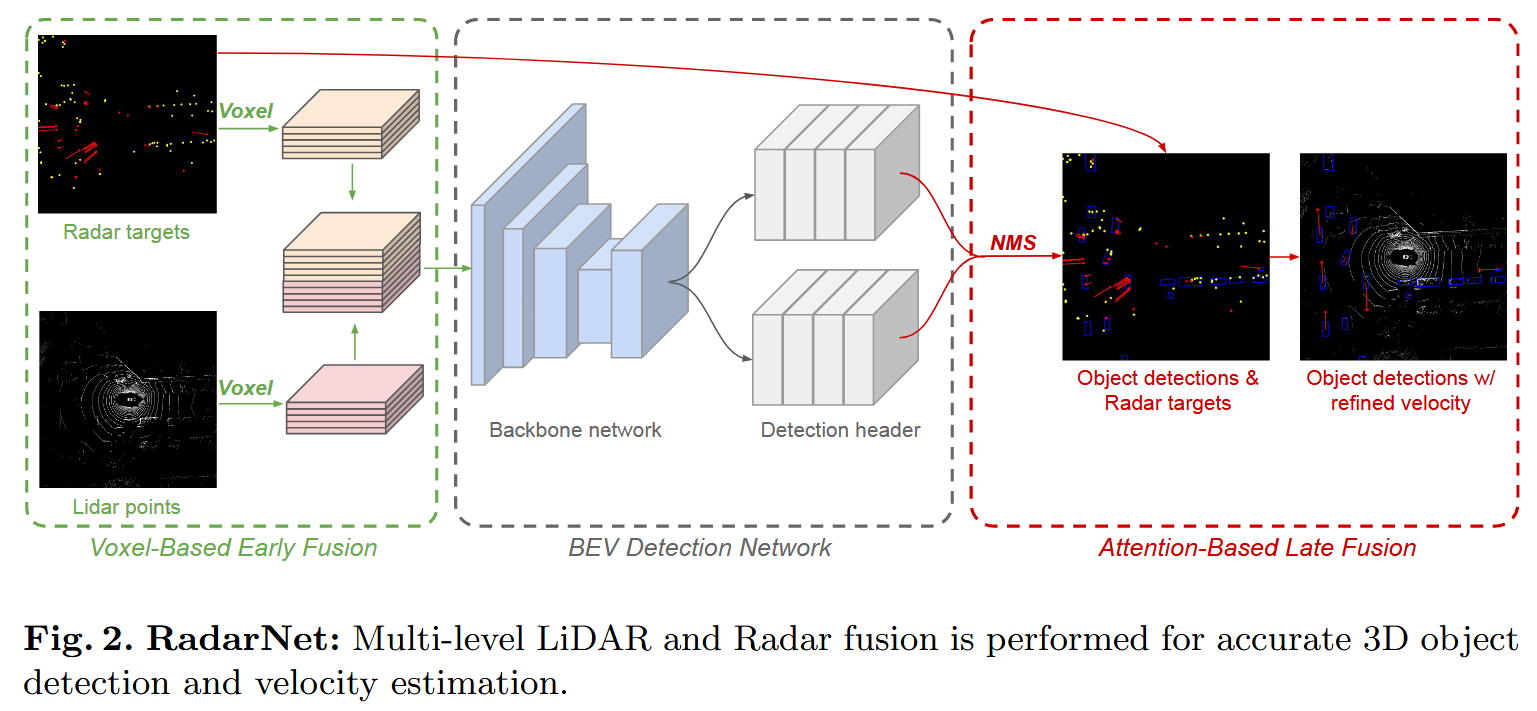 Voxel
Radar targets
Voxel
Lidar points
Voxel-Based Early Fusion
Backbone network
Detection header
BEV Detection Network
NMS
Object detections &
Radar targets
Object detections w/
refined velocity
Attention-Based Late Fusion
Fig. 2. RadarNet: Multi-level LiDAR and Radar fusion is performed for accurate 3D object
detection and velocity estimation.